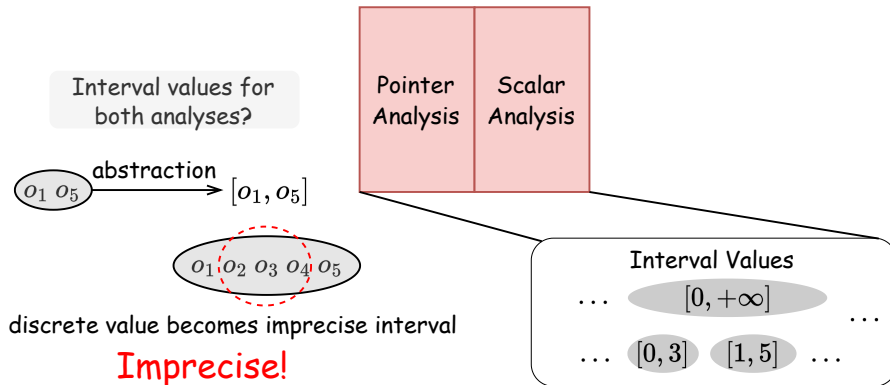 Interval values for
both analyses?
Pointer
Analysis
Scalar
Analysis
abstraction
o₁ o₅
[o₁, o₅]
o₁ o₂ o₃ o₄ o₅
discrete value becomes imprecise interval
Imprecise!
Interval Values
... [0, +∞] ...
... [0, 3] [1, 5] ...